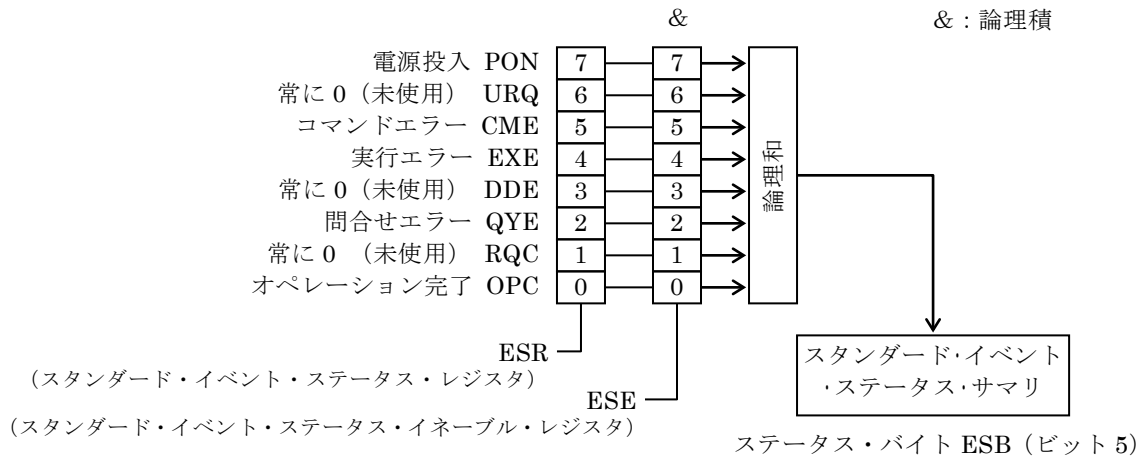 & &:論理積
電源投入 PON 7 7
常に 0(未使用) URQ 6 6
コマンドエラー CME 5 5
実行エラー EXE 4 4
常に 0(未使用) DDE 3 3
問合せエラー QYE 2 2
常に 0 (未使用) RQC 1 1
オペレーション完了 OPC 0 0
論理和
ESR
(スタンダード・イベント・ステータス・レジスタ)
ESE
(スタンダード・イベント・ステータス・イネーブル・レジスタ)
スタンダード・イベント
・ステータス・サマリ
ステータス・バイト ESB(ビット 5)